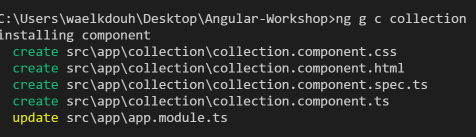 C:\Users\waelkdouh\Desktop\Angular-Workshop>ng g c collection
installing component
  create src\app\collection\collection.component.css
  create src\app\collection\collection.component.html
  create src\app\collection\collection.component.spec.ts
  create src\app\collection\collection.component.ts
  update src\app\app.module.ts